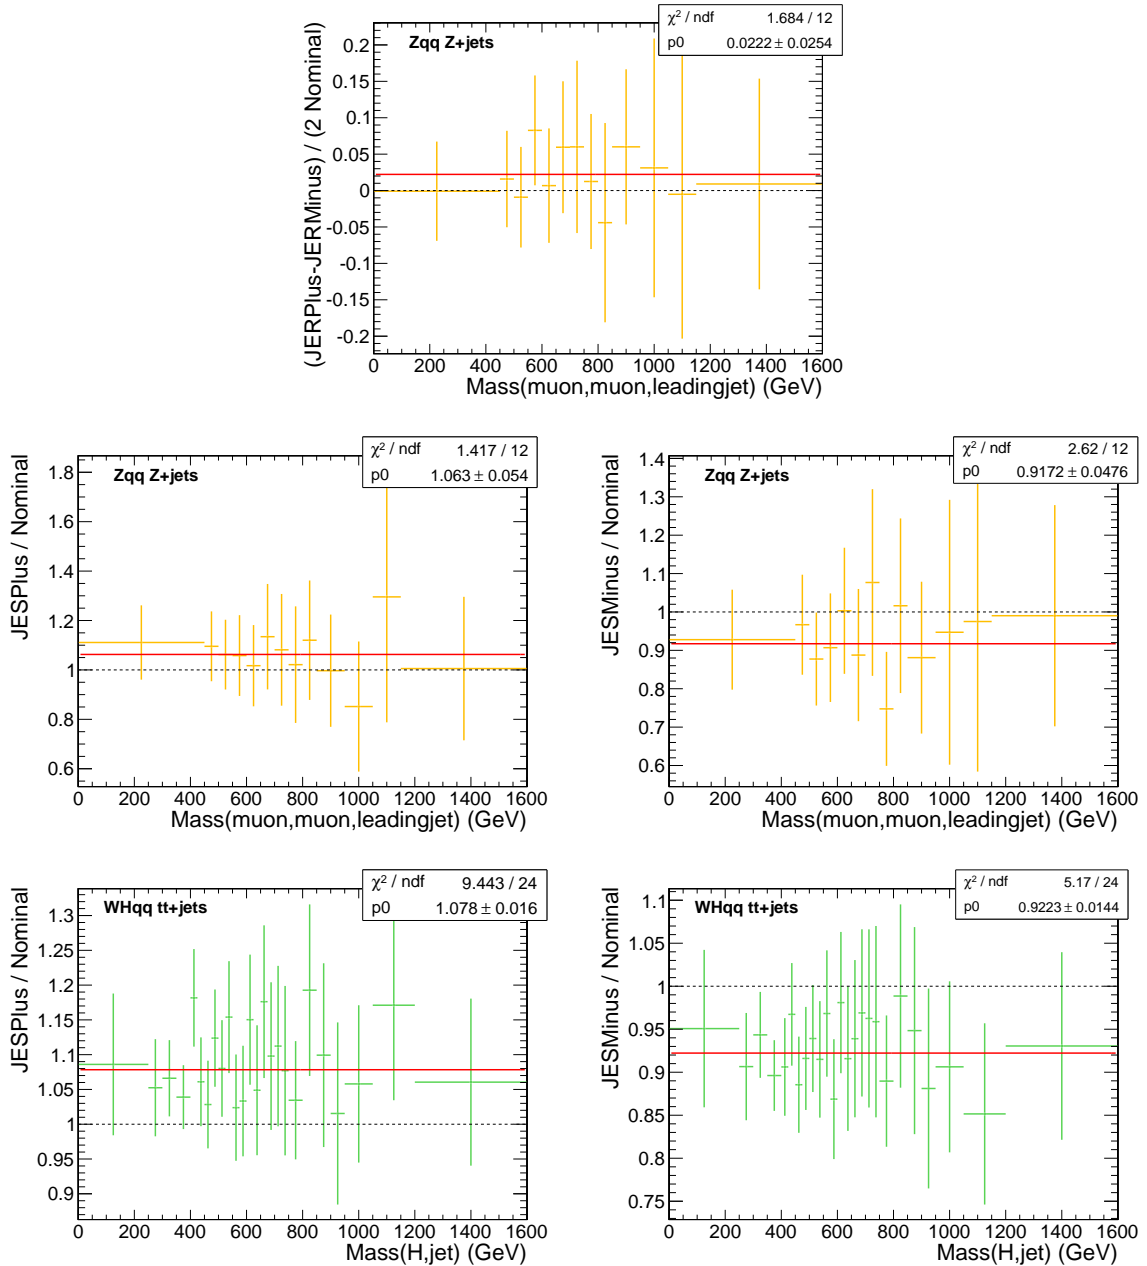 χ² / ndf 1.684 / 12
p0 0.0222 ± 0.0254
Zqq Z+jets
(JERPlus-JERMinus) / (2 Nominal)
0.2
0.15
0.1
0.05
0
-0.05
-0.1
-0.15
-0.2
0 200 400 600 800 1000 1200 1400 1600
Mass(muon,muon,leadingjet) (GeV)
χ² / ndf 1.417 / 12
p0 1.063 ± 0.054
Zqq Z+jets
JESPlus / Nominal
1.8
1.6
1.4
1.2
1
0.8
0.6
0 200 400 600 800 1000 1200 1400 1600
Mass(muon,muon,leadingjet) (GeV)
χ² / ndf 2.62 / 12
p0 0.9172 ± 0.0476
Zqq Z+jets
JESMinus / Nominal
1.4
1.3
1.2
1.1
1
0.9
0.8
0.7
0.6
0 200 400 600 800 1000 1200 1400 1600
Mass(muon,muon,leadingjet) (GeV)
χ² / ndf 9.443 / 24
p0 1.078 ± 0.016
WHqq tt+jets
JESPlus / Nominal
1.3
1.25
1.2
1.15
1.1
1.05
1
0.95
0.9
0 200 400 600 800 1000 1200 1400 1600
Mass(H,jet) (GeV)
χ² / ndf 5.17 / 24
p0 0.9223 ± 0.0144
WHqq tt+jets
JESMinus / Nominal
1.1
1.05
1
0.95
0.9
0.85
0.8
0.75
0 200 400 600 800 1000 1200 1400 1600
Mass(H,jet) (GeV)